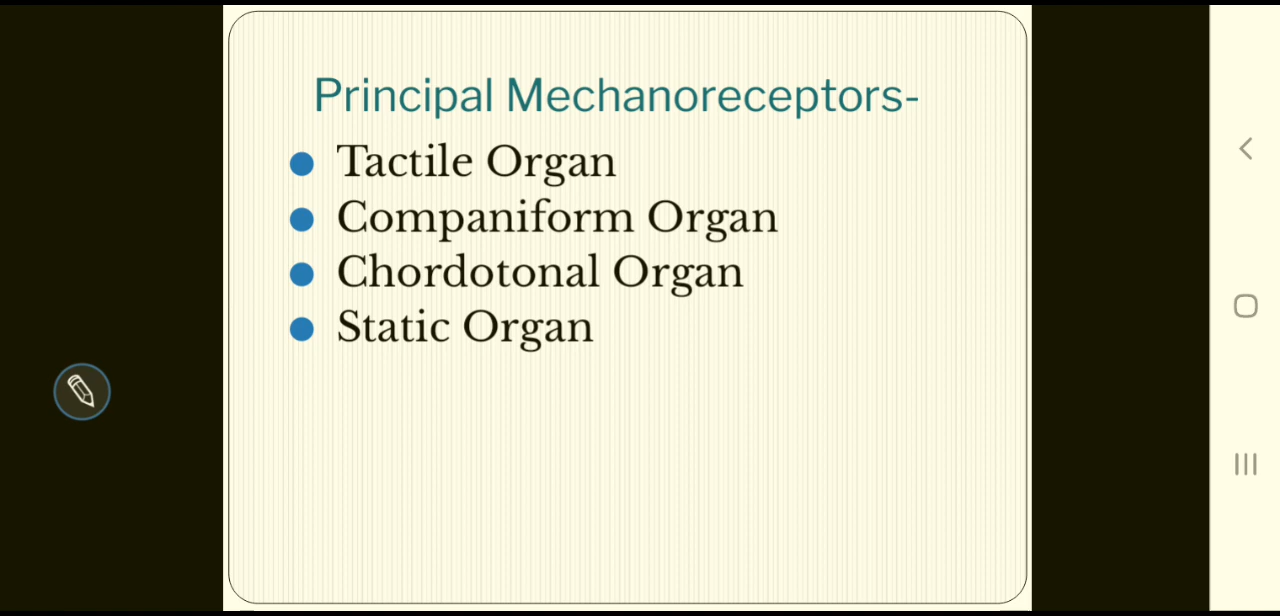 Principal Mechanoreceptors-
Tactile Organ
Companiform Organ
Chordotonal Organ
Static Organ